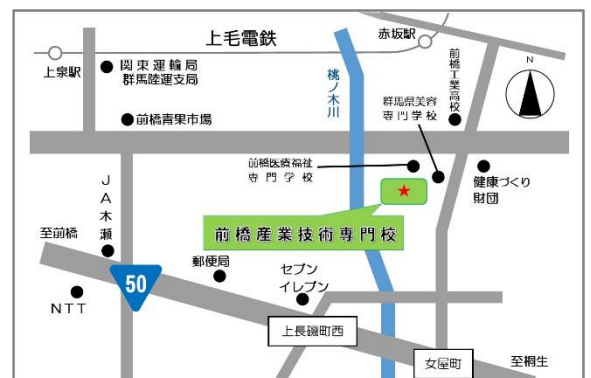 上毛電鉄
赤坂駅
上泉駅
関東運輸局
群馬陸運支局
前橋工業高校
N
桃ノ木川
群馬県美容
専門学校
前橋青果市場
前橋医療福祉
専門学校
健康づくり
財団
JA木瀬
至前橋
前橋産業技術専門校
郵便局
セブン
イレブン
50
NTT
上長磯町西
女屋町
至桐生